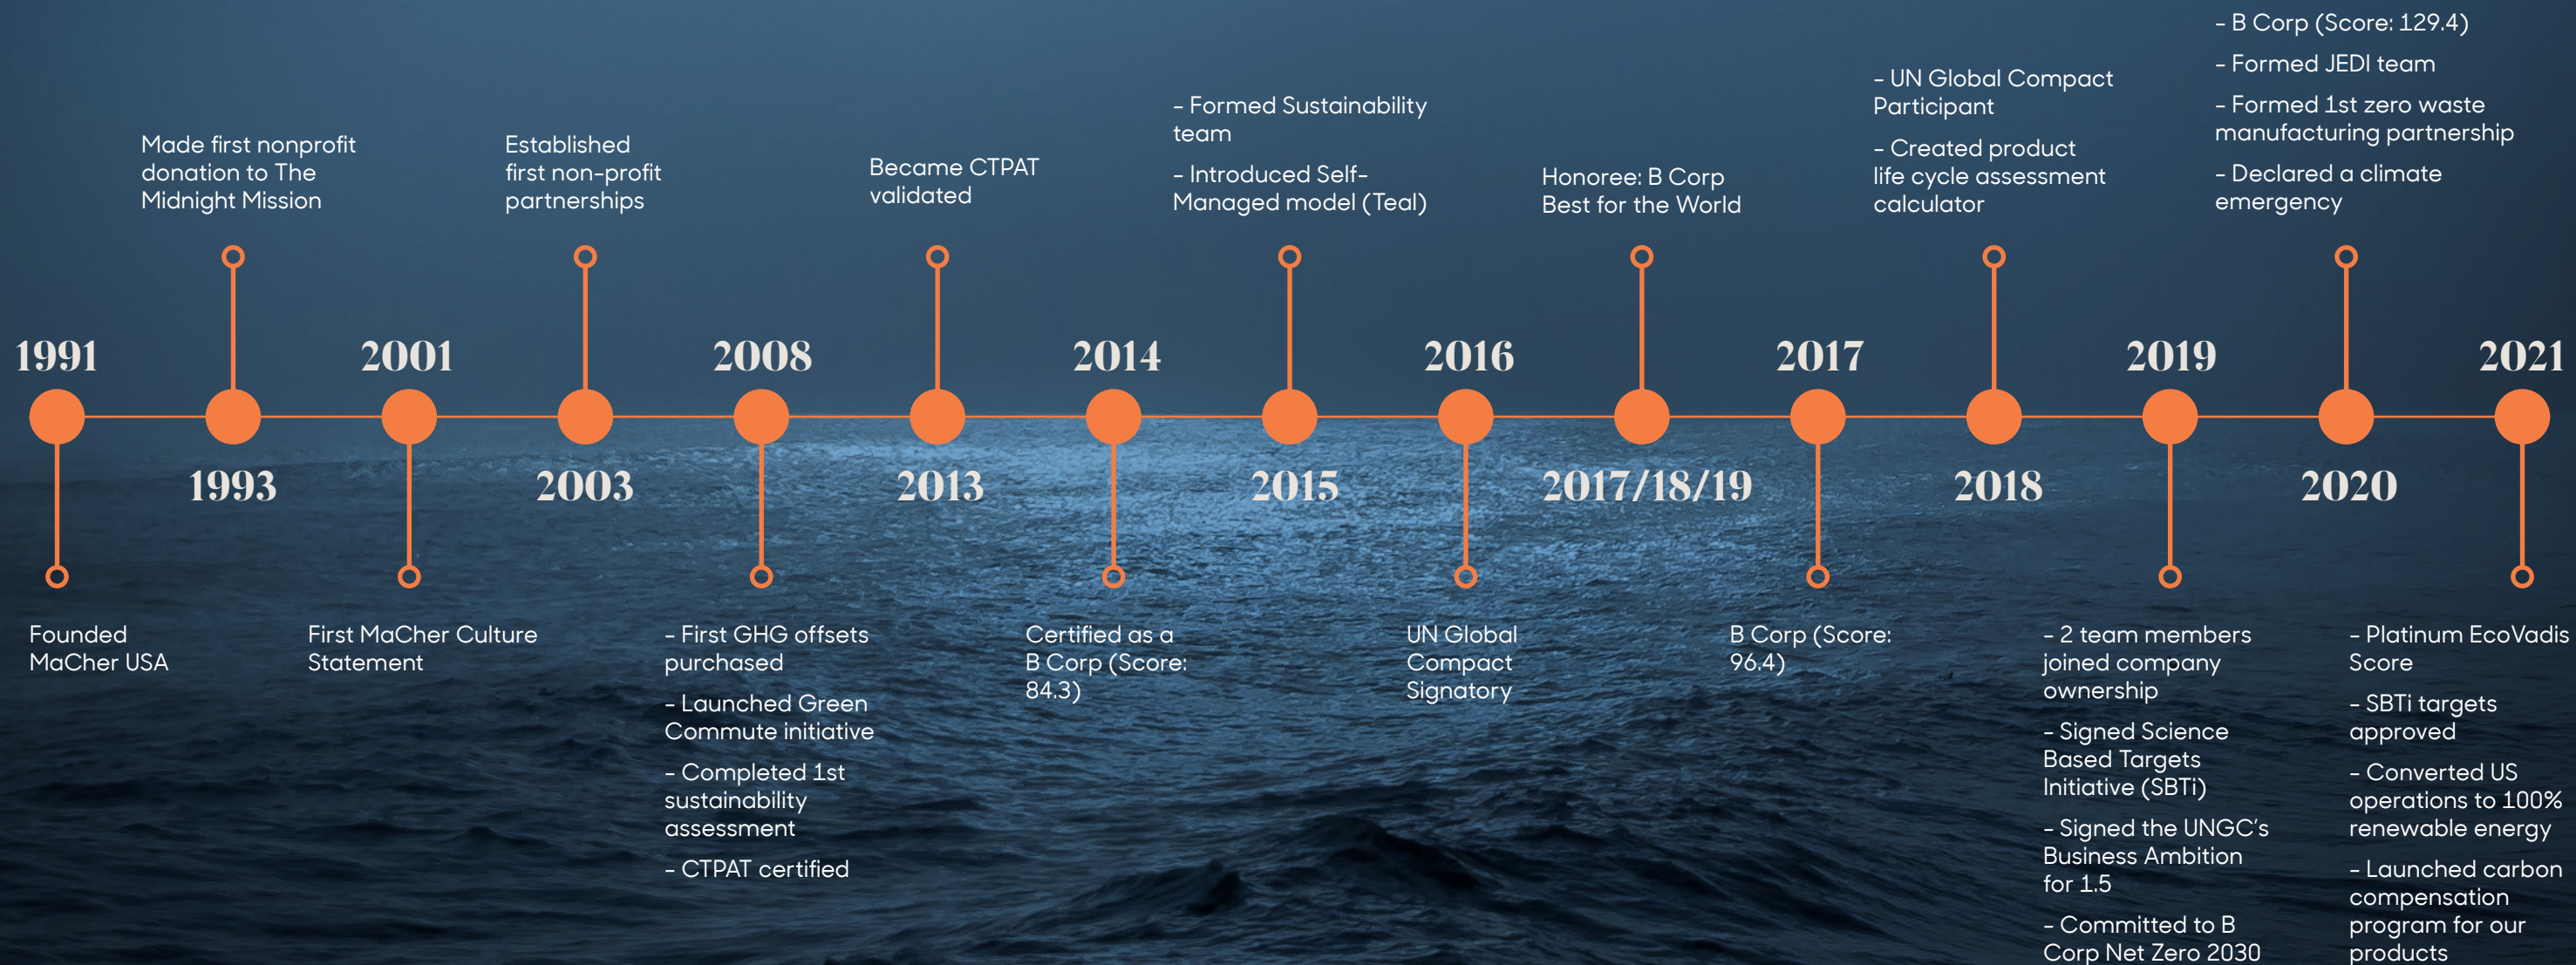 1991
Founded
MaCher USA
Made first nonprofit
donation to The
Midnight Mission
1993
2001
First MaCher Culture
Statement
Established
first non-profit
partnerships
2003
2008
- First GHG offsets
purchased
- Launched Green
Commute initiative
- Completed 1st
sustainability
assessment
- CTPAT certified
Became CTPAT
validated
2013
2014
Certified as a
B Corp (Score:
84.3)
- Formed Sustainability
team
- Introduced Self-
Managed model (Teal)
2015
2016
UN Global
Compact
Signatory
Honoree: B Corp
Best for the World
2017/18/19
2017
B Corp (Score:
96.4)
- UN Global Compact
Participant
- Created product
life cycle assessment
calculator
2018
2019
- 2 team members
joined company
ownership
- Signed Science
Based Targets
Initiative (SBTi)
- Signed the UNGC's
Business Ambition
for 1.5
- Committed to B
Corp Net Zero 2030
- B Corp (Score: 129.4)
- Formed JEDI team
- Formed 1st zero waste
manufacturing partnership
- Declared a climate
emergency
2020
2021
- Platinum EcoVadis
Score
- SBTi targets
approved
- Converted US
operations to 100%
renewable energy
- Launched carbon
compensation
program for our
products